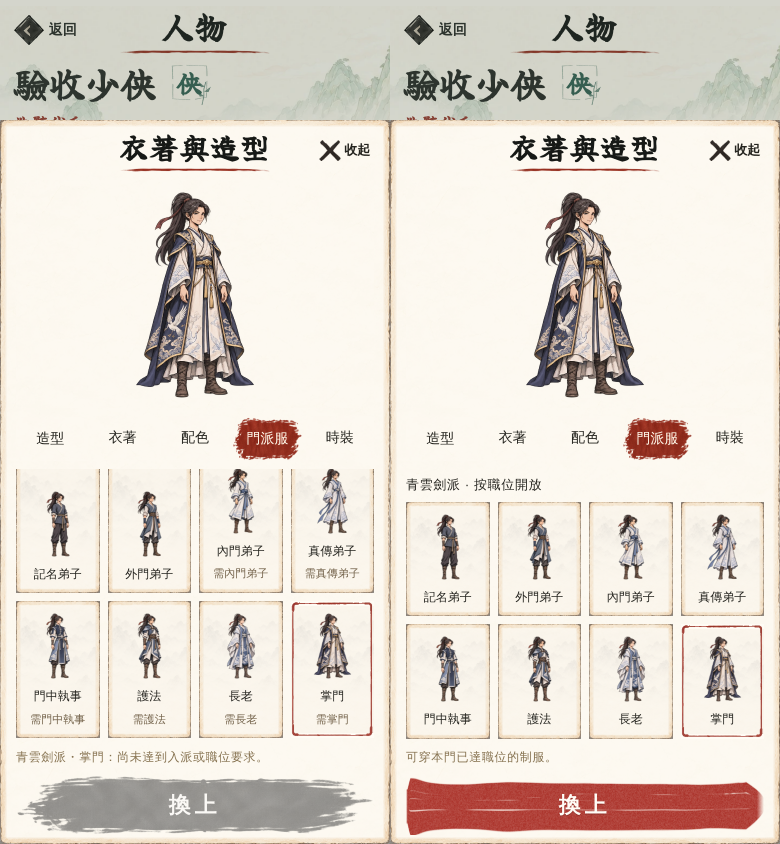 返回
人物
驗收少俠
俠
衣著與造型
收起
造型
衣著
配色
門派服
時裝
記名弟子
外門弟子
內門弟子
需內門弟子
真傳弟子
需真傳弟子
門中執事
需門中執事
護法
需護法
長老
需長老
掌門
需掌門
青雲劍派・掌門：尚未達到入派或職位要求。
換上
返回
人物
驗收少俠
俠
衣著與造型
收起
造型
衣著
配色
門派服
時裝
青雲劍派 · 按職位開放
記名弟子
外門弟子
內門弟子
真傳弟子
門中執事
護法
長老
掌門
可穿本門已達職位的制服。
換上